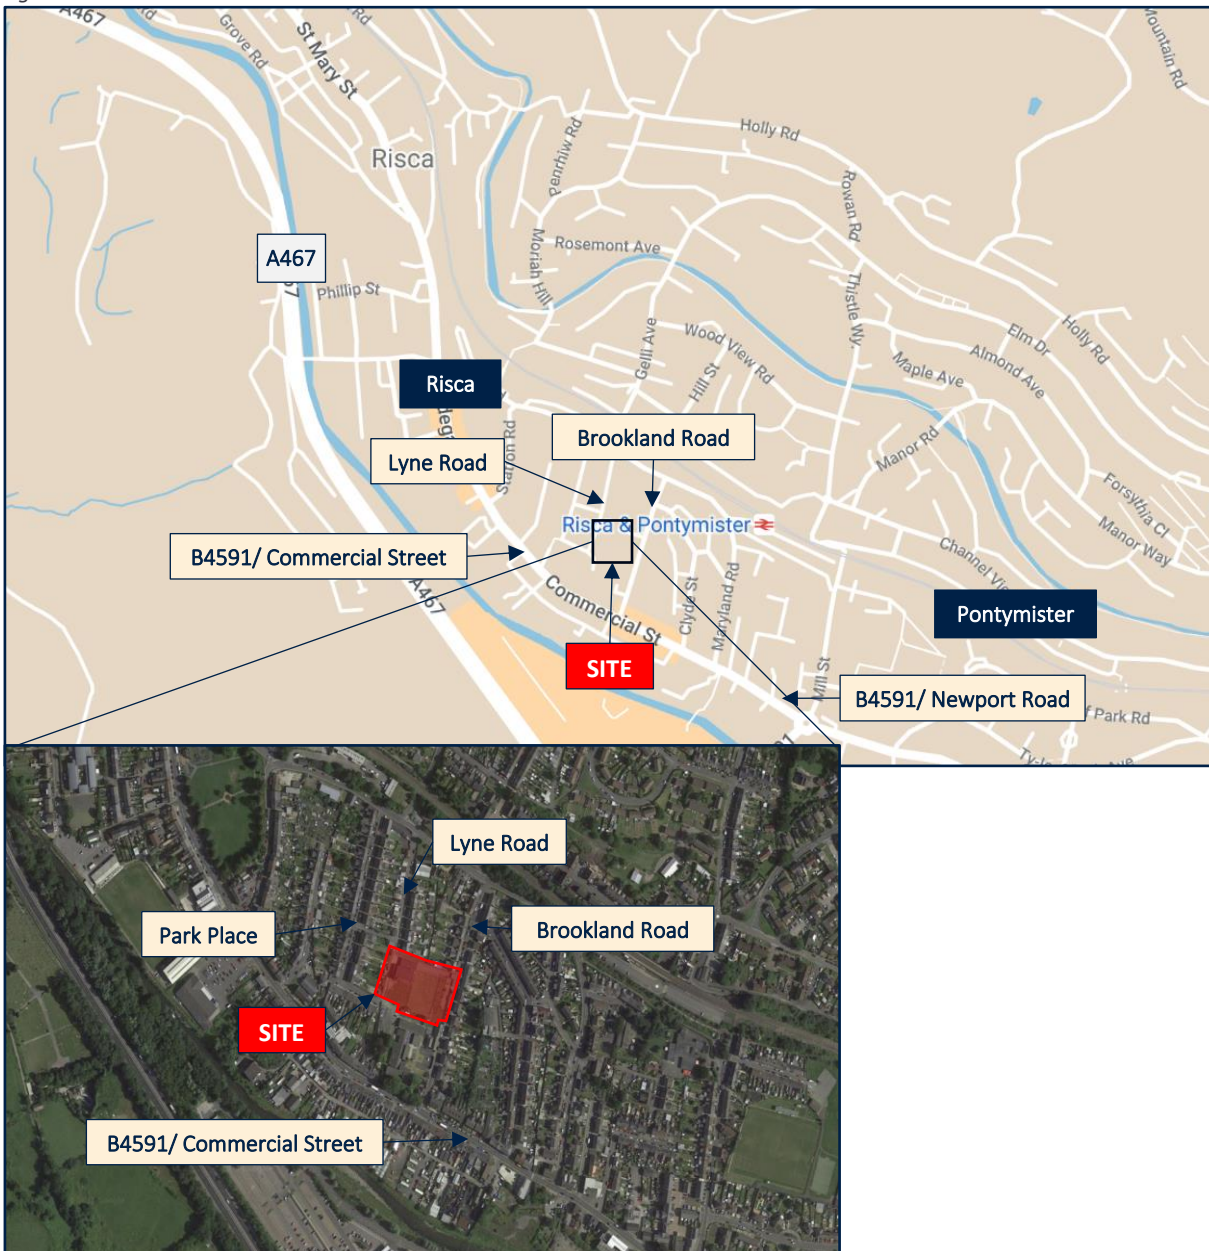 A467
Rd
Grove Rd
St Mary St
Rd
Mountain Rd
Holly Rd
Penrhiw Rd
Risca
Rowan Rd
Moriah Hill
Rosemont Ave
A467
Phillip St
Thistle Wy.
Gelli Ave
Wood View Rd
Hill St
Elm Dr
Holly Rd
Almond Ave
Maple Ave
Risca
Station Rd
Brookland Road
Lyne Road
Manor Rd
Forsythia Cl
Manor Way
Risca & Pontymister
B4591/ Commercial Street
A467
Commercial St
Clyde St
Maryland Rd
Pontymister
SITE
Mill St
B4591/ Newport Road
Park Rd
Lyne Road
Park Place
Brookland Road
SITE
B4591/ Commercial Street